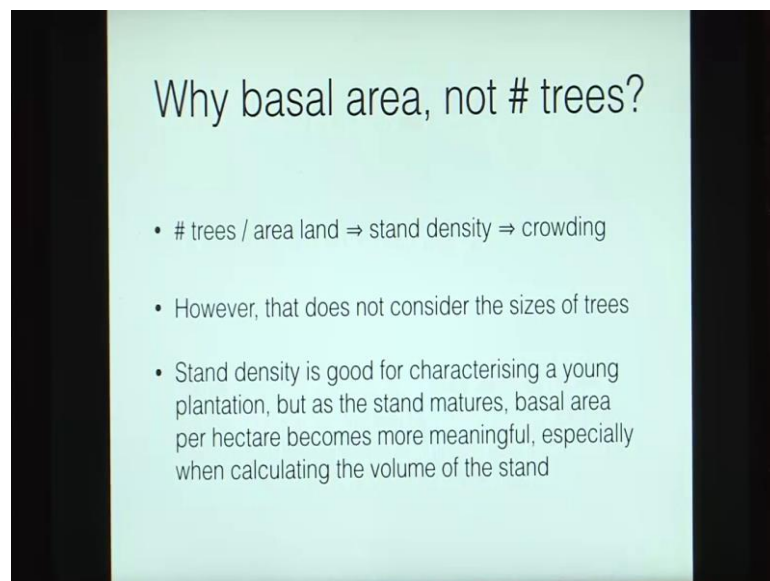 Why basal area, not # trees?
• # trees / area land ⇒ stand density ⇒ crowding
• However, that does not consider the sizes of trees
• Stand density is good for characterising a young
plantation, but as the stand matures, basal area
per hectare becomes more meaningful, especially
when calculating the volume of the stand